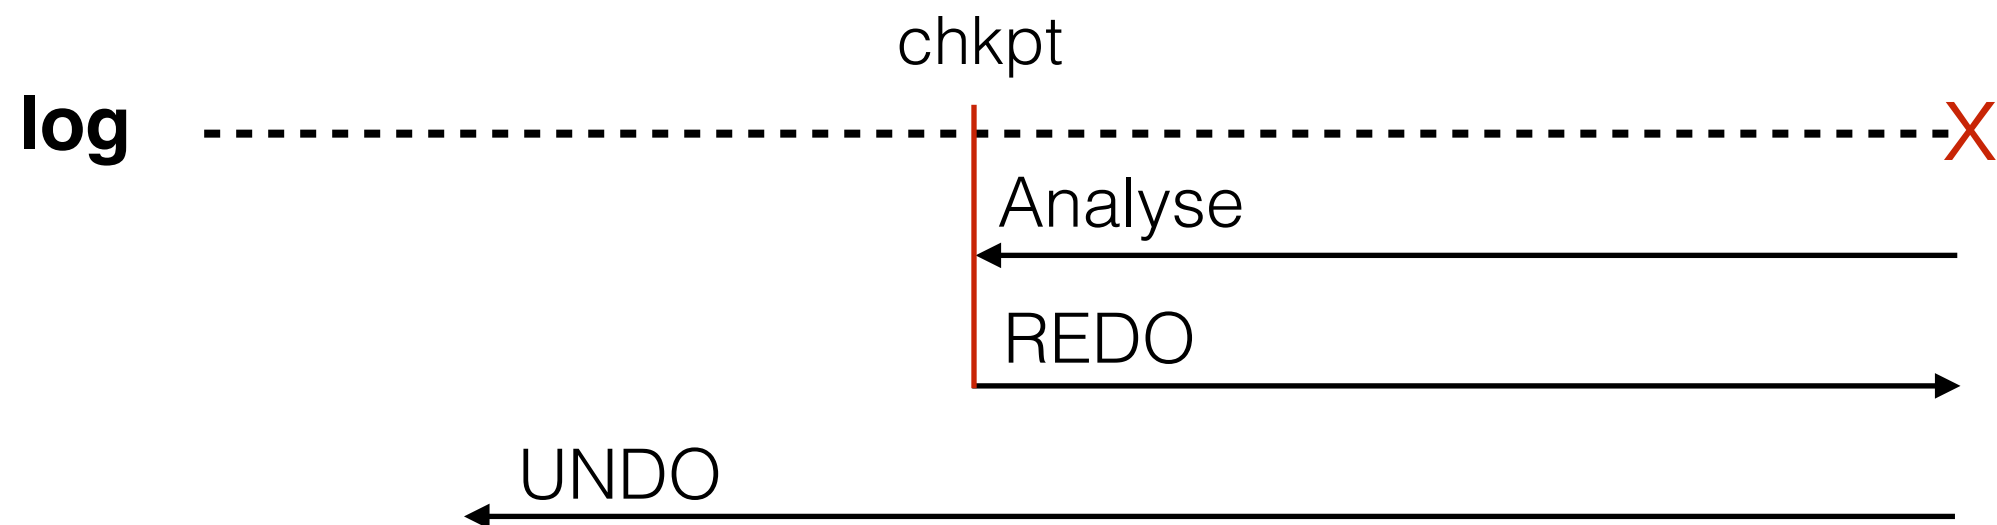 chkpt
log
X
Analyse
REDO
UNDO